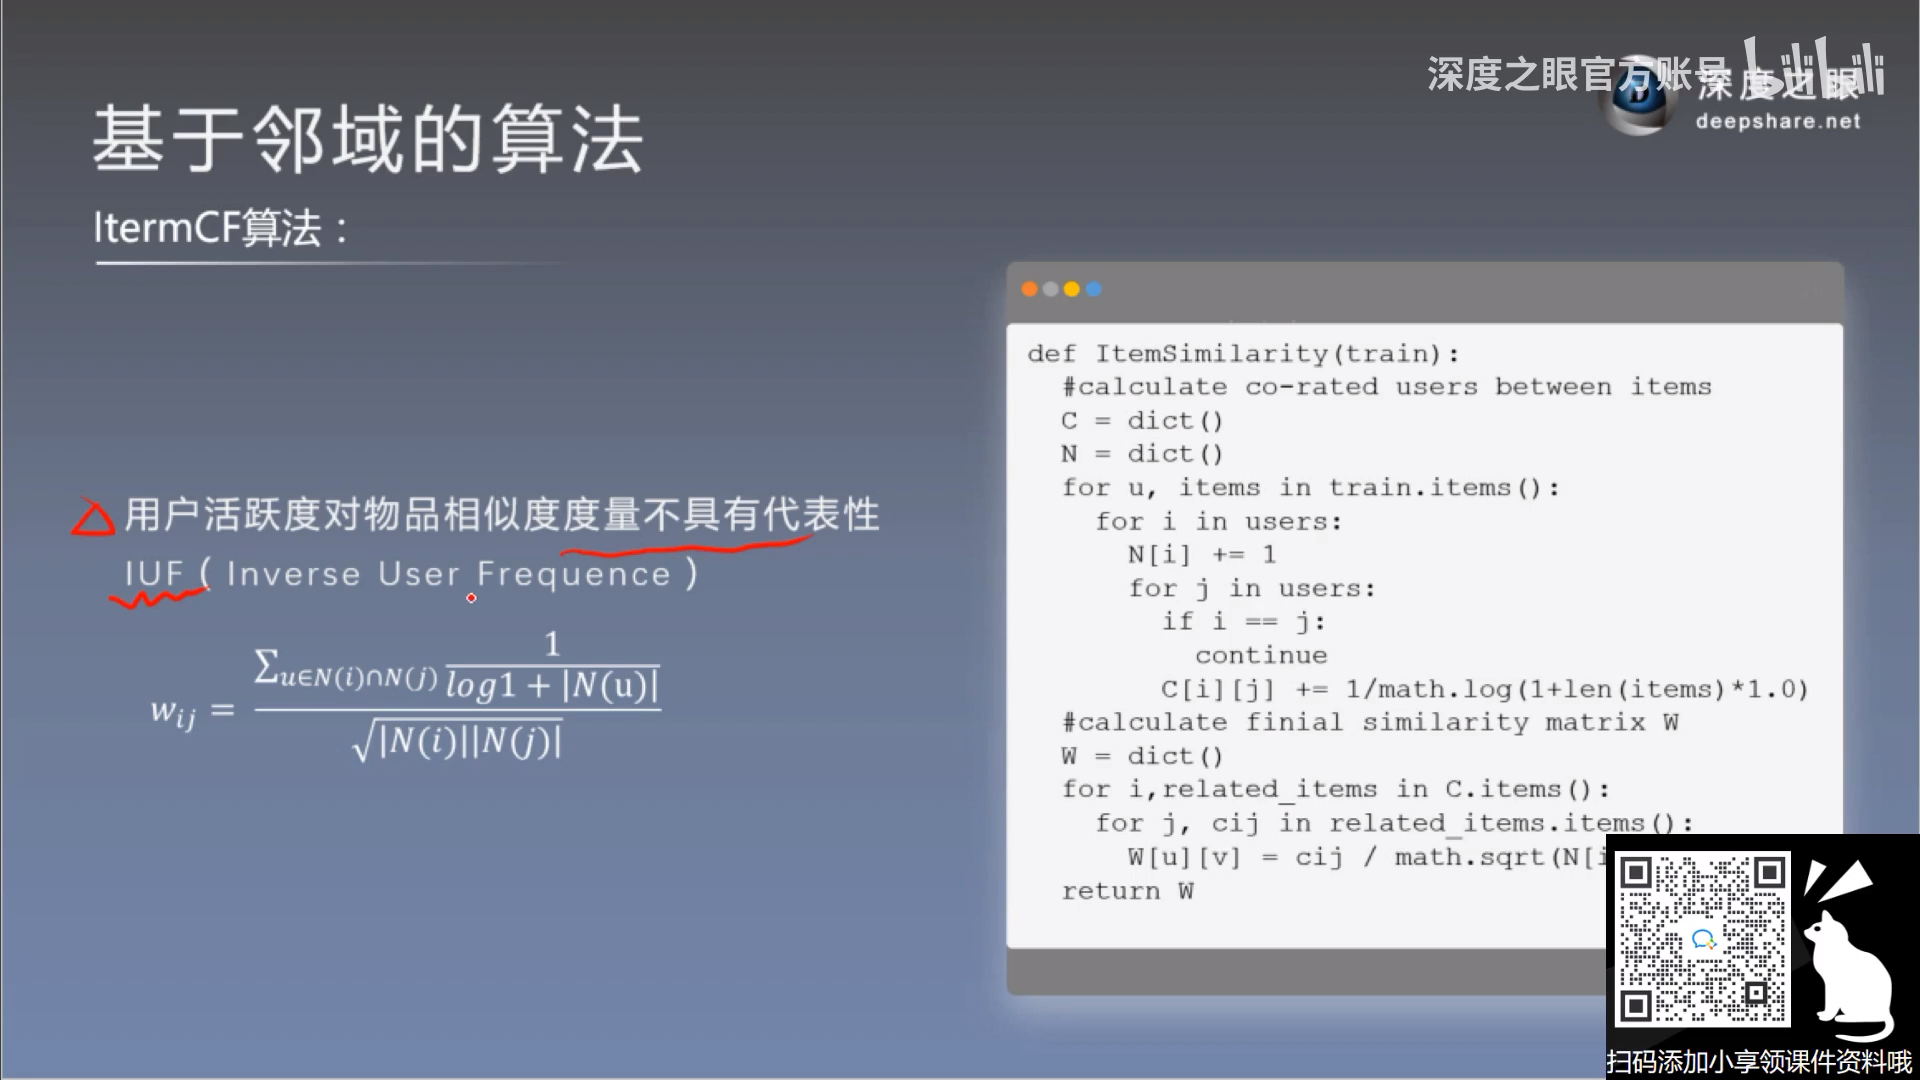 深度之眼官方账号 bilibili
深度之眼
deepshare.net
基于邻域的算法
ItermCF算法：
用户活跃度对物品相似度度量不具有代表性
IUF ( Inverse User Frequence )
w_{ij} = \frac{\sum_{u∈N(i)∩N(j)} \frac{1}{log1 + |N(u)|}}{\sqrt{|N(i)||N(j)|}}
def ItemSimilarity(train):
#calculate co-rated users between items
C = dict()
N = dict()
for u, items in train.items():
for i in users:
N[i] += 1
for j in users:
if i == j:
continue
C[i][j] += 1/math.log(1+len(items)*1.0)
#calculate finial similarity matrix W
W = dict()
for i,related_items in C.items():
for j, cij in related_items.items():
W[u][v] = cij / math.sqrt(N[i
return W
扫码添加小享领课件资料哦